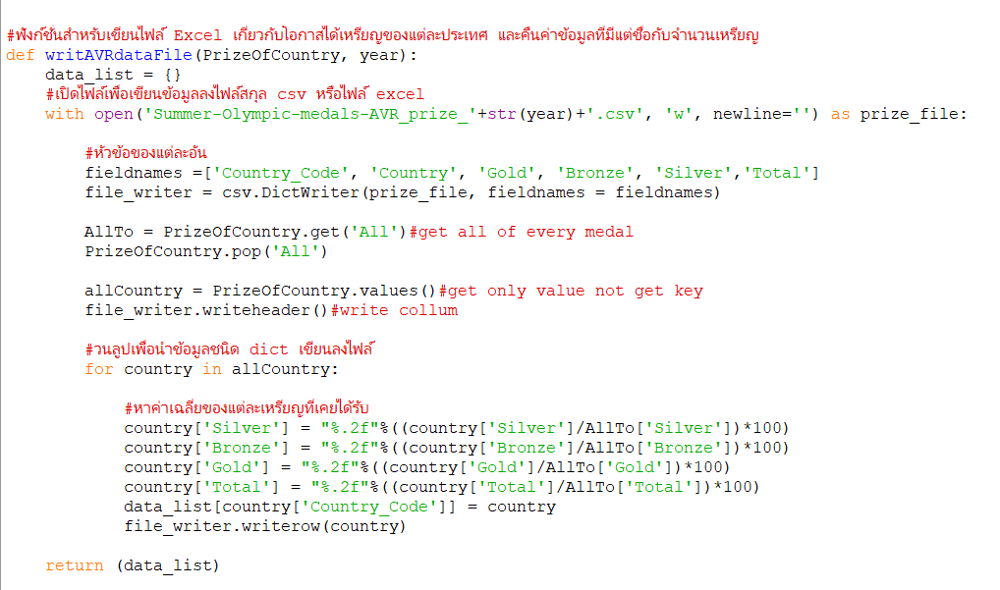 #ฟังก์ชั่นสำหรับเขียนไฟล์ Excel เกี่ยวกับโอกาสได้เหรียญของแต่ละประเทศ และคืนค่าข้อมูลที่มีแต่ชื่อกับจำนวนเหรียญ
def writAVRdataFile(PrizeOfCountry, year):
    data_list = {}
    #เปิดไฟล์เพื่อเขียนข้อมูลลงไฟล์สกุล csv หรือไฟล์ excel
    with open('Summer-Olympic-medals-AVR_prize_'+str(year)+'.csv', 'w', newline='') as prize_file:
        #หัวข้อของแต่ละอัน
        fieldnames =['Country_Code', 'Country', 'Gold', 'Bronze', 'Silver','Total']
        file_writer = csv.DictWriter(prize_file, fieldnames = fieldnames)
        AllTo = PrizeOfCountry.get('All')#get all of every medal
        PrizeOfCountry.pop('All')
        allCountry = PrizeOfCountry.values()#get only value not get key
        file_writer.writeheader()#write collum
        #วนลูปเพื่อนำข้อมูลชนิด dict เขียนลงไฟล์
        for country in allCountry:
            #หาค่าเฉลี่ยของแต่ละเหรียญที่เคยได้รับ
            country['Silver'] = "%.2f"%((country['Silver']/AllTo['Silver'])*100)
            country['Bronze'] = "%.2f"%((country['Bronze']/AllTo['Bronze'])*100)
            country['Gold'] = "%.2f"%((country['Gold']/AllTo['Gold'])*100)
            country['Total'] = "%.2f"%((country['Total']/AllTo['Total'])*100)
            data_list[country['Country_Code']] = country
            file_writer.writerow(country)
    return (data_list)